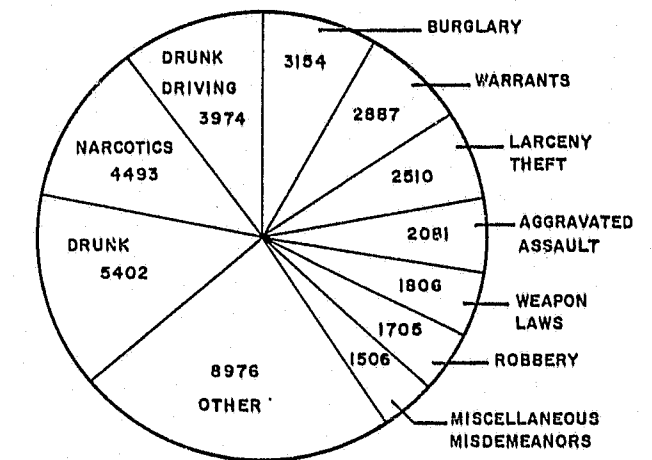 BURGLARY
3154
WARRANTS
2887
LARCENY
THEFT
2510
AGGRAVATED
ASSAULT
2081
WEAPON
LAWS
1806
ROBBERY
1705
MISCELLANEOUS
MISDEMEANORS
1506
8976
OTHER
DRUNK
5402
NARCOTICS
4493
DRUNK
DRIVING
3974